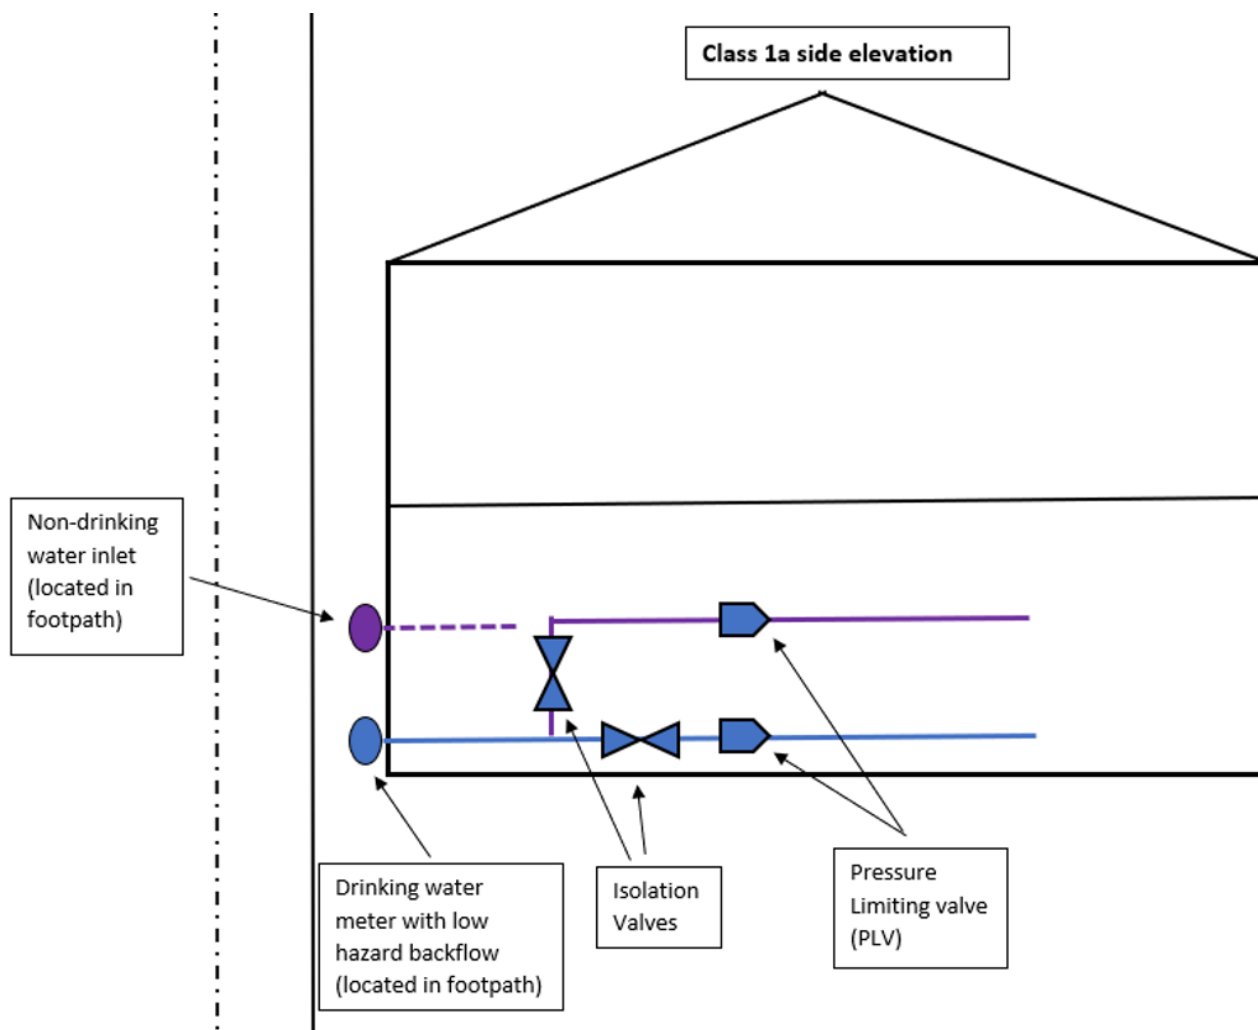 Class 1a side elevation
Non-drinking
water inlet
(located in
footpath)
Drinking water
meter with low
hazard backflow
(located in footpath)
Isolation
Valves
Pressure
Limiting valve
(PLV)